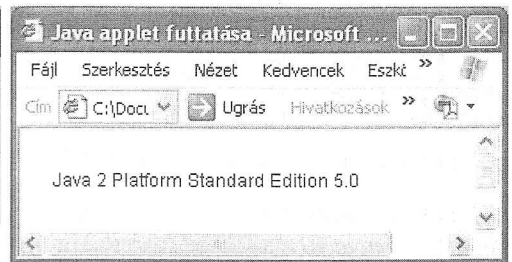 Java applet futtatása - Microsoft ...
Fájl Szerkesztés Nézet Kedvencek Eszkö »
Cím C:\Docu Ugrás Hivatkozások »
Java 2 Platform Standard Edition 5.0